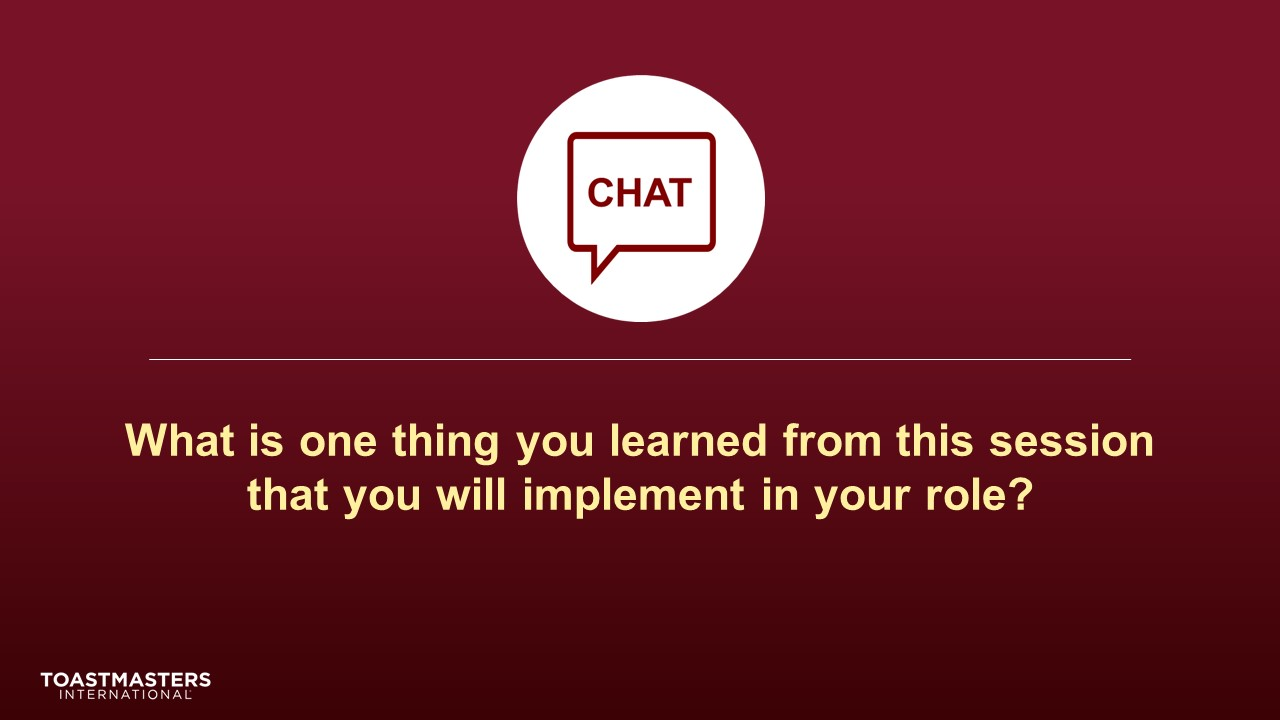 CHAT
What is one thing you learned from this session
that you will implement in your role?
TOASTMASTERS
INTERNATIONAL